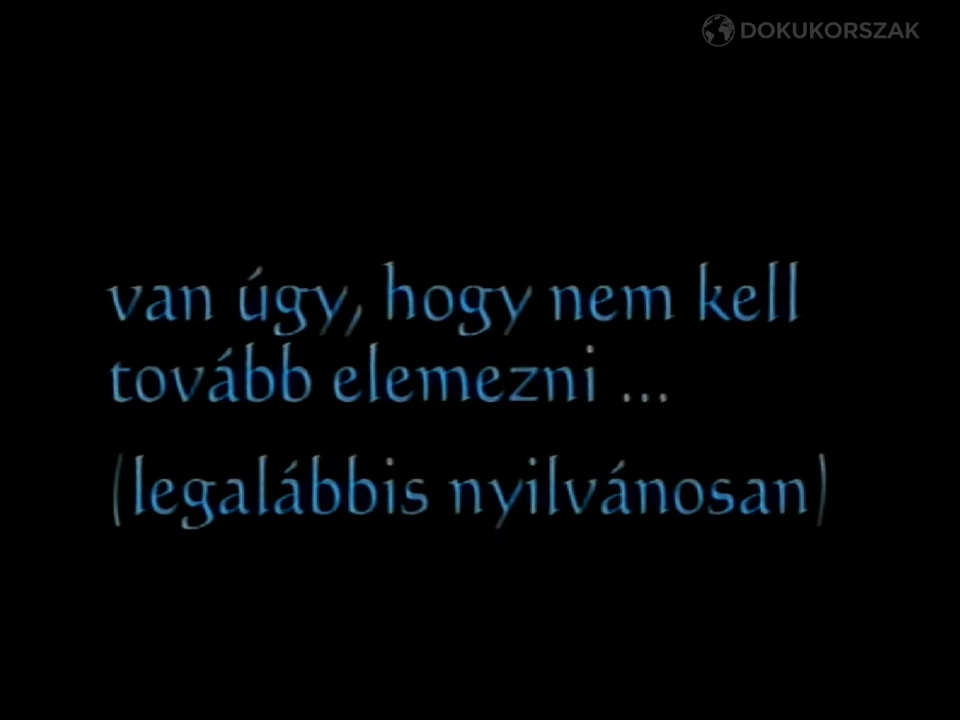 DOKUKORSZAK
van úgy, hogy nem kell
tovább elemezni ...
(legalábbis nyilvánosan)